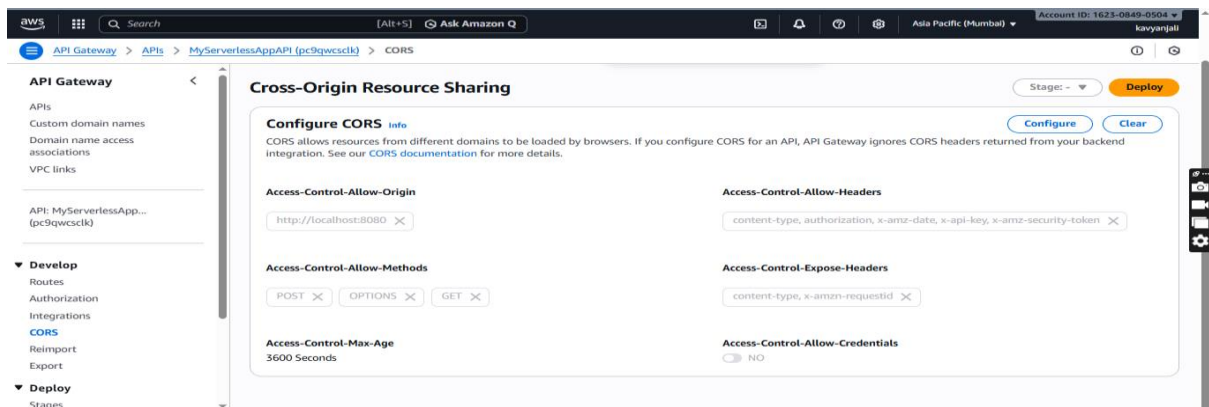 aws
Search
[Alt+S]
Ask Amazon Q
Asia Pacific (Mumbai)
Account ID: 1623-0849-0504
kavyanjali
API Gateway > APIs > MyServerlessAppAPI (pc9qwcsclk) > CORS
API Gateway
APIs
Custom domain names
Domain name access
associations
VPC links
API: MyServerlessApp...
(pc9qwcsclk)
Develop
Routes
Authorization
Integrations
CORS
Reimport
Export
Deploy
Stages
Cross-Origin Resource Sharing
Stage: -
Deploy
Configure CORS Info
Configure
Clear
CORS allows resources from different domains to be loaded by browsers. If you configure CORS for an API, API Gateway ignores CORS headers returned from your backend
integration. See our CORS documentation for more details.
Access-Control-Allow-Origin
http://localhost:8080
Access-Control-Allow-Headers
content-type, authorization, x-amz-date, x-api-key, x-amz-security-token
Access-Control-Allow-Methods
POST OPTIONS GET
Access-Control-Expose-Headers
content-type, x-amzn-requestid
Access-Control-Max-Age
3600 Seconds
Access-Control-Allow-Credentials
NO